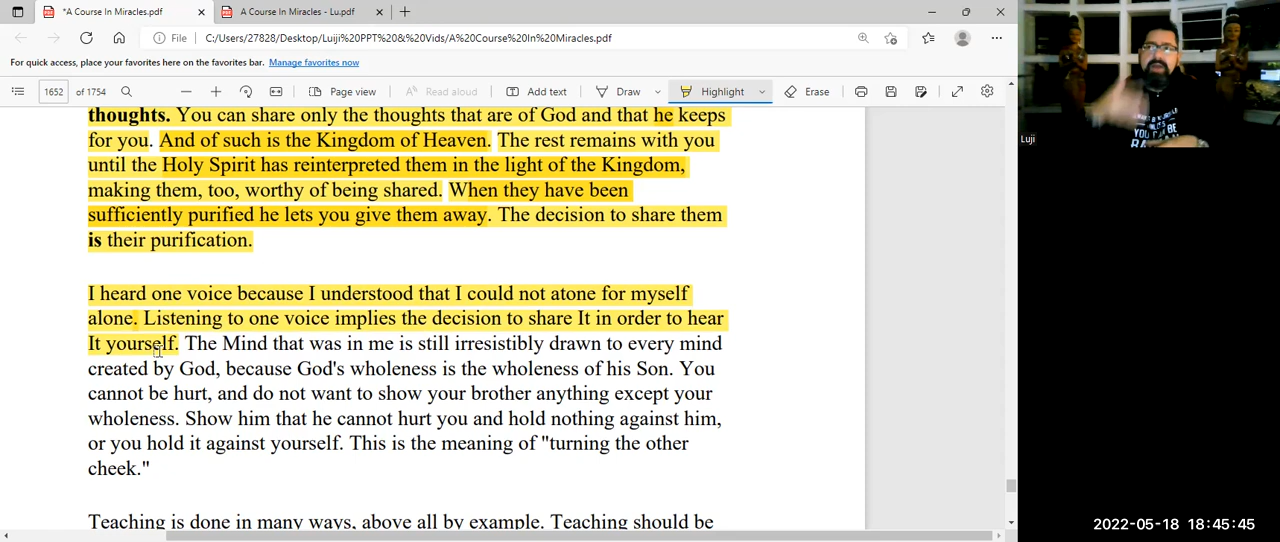 *A Course In Miracles.pdf
A Course In Miracles - Lu.pdf
File
C:/Users/27828/Desktop/Luiji%20PPT%20&%20Vids/A%20Course%20In%20Miracles.pdf
For quick access, place your favorites here on the favorites bar. Manage favorites now
1652 of 1754
Page view
Read aloud
Add text
Draw
Highlight
Erase
thoughts. You can share only the thoughts that are of God and that he keeps
for you. And of such is the Kingdom of Heaven. The rest remains with you
until the Holy Spirit has reinterpreted them in the light of the Kingdom,
making them, too, worthy of being shared. When they have been
sufficiently purified he lets you give them away. The decision to share them
is their purification.
I heard one voice because I understood that I could not atone for myself
alone. Listening to one voice implies the decision to share It in order to hear
It yourself. The Mind that was in me is still irresistibly drawn to every mind
created by God, because God's wholeness is the wholeness of his Son. You
cannot be hurt, and do not want to show your brother anything except your
wholeness. Show him that he cannot hurt you and hold nothing against him,
or you hold it against yourself. This is the meaning of "turning the other
cheek."
Teaching is done in many ways, above all by example. Teaching should be
Luji
YOU
CAN BE
2022-05-18 18:45:45